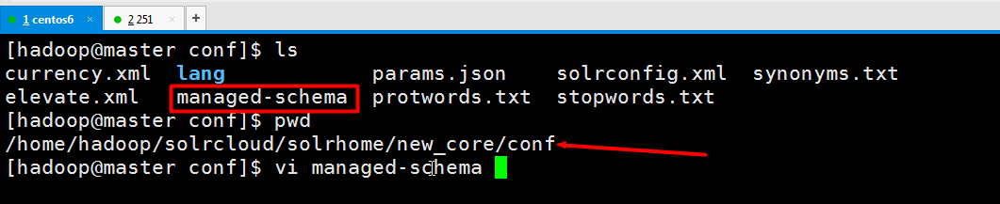 1 centos6 × 2 251 × +
[hadoop@master conf]$ ls
currency.xml lang params.json solrconfig.xml synonyms.txt
elevate.xml managed-schema protwords.txt stopwords.txt
[hadoop@master conf]$ pwd
/home/hadoop/solrcloud/solrhome/new_core/conf
[hadoop@master conf]$ vi managed-schema